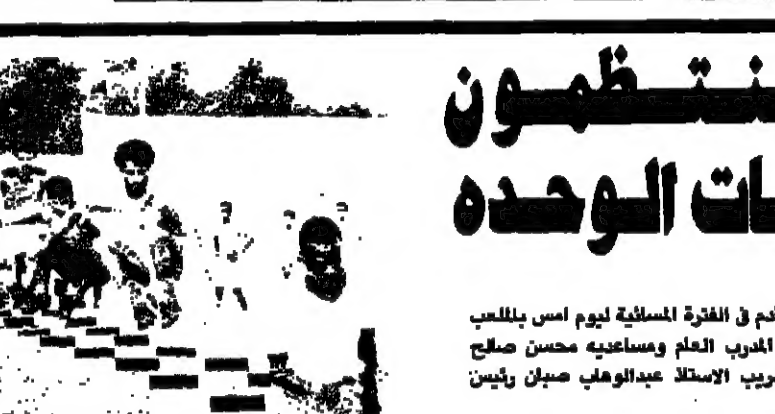 نتظمون
ات الوحده
دم في الفترة المسائية ليوم امس بالملعب
المدرب العام ومساعديه محسن صالح
ريب الاستاذ عبدالوهاب صبان رئيس